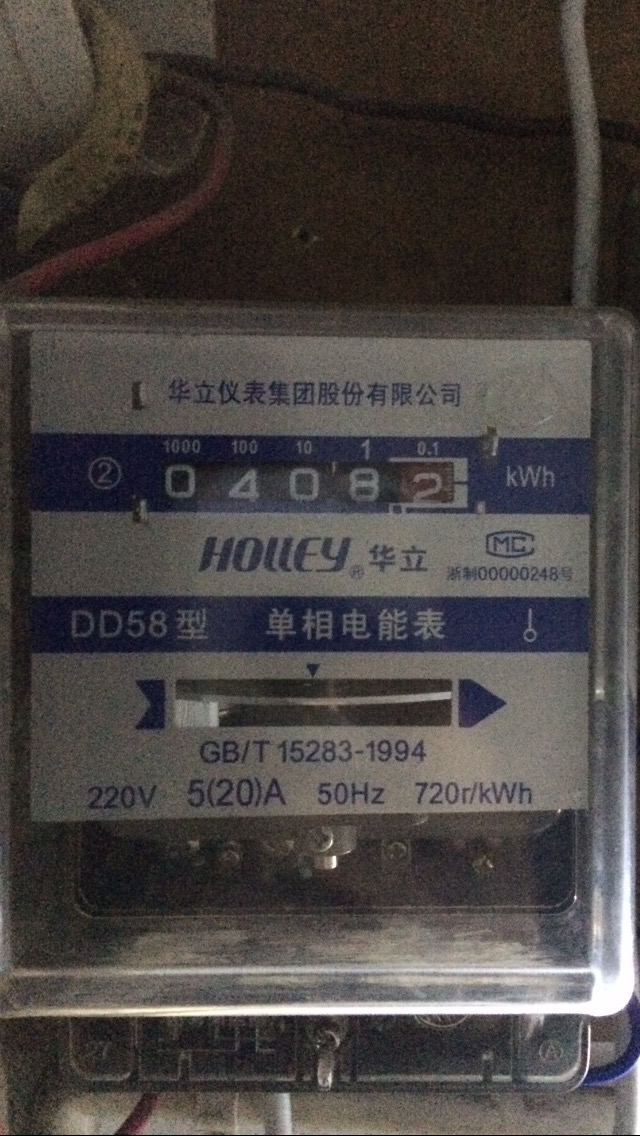 华立仪表集团股份有限公司
1000 100 10 1 0.1
② 0 4 0 8 2 kWh
HOLLEY® 华立
MC
浙制00000248号
DD58型 单相电能表
GB/T 15283-1994
220V 5(20)A 50Hz 720r/kWh
27
A